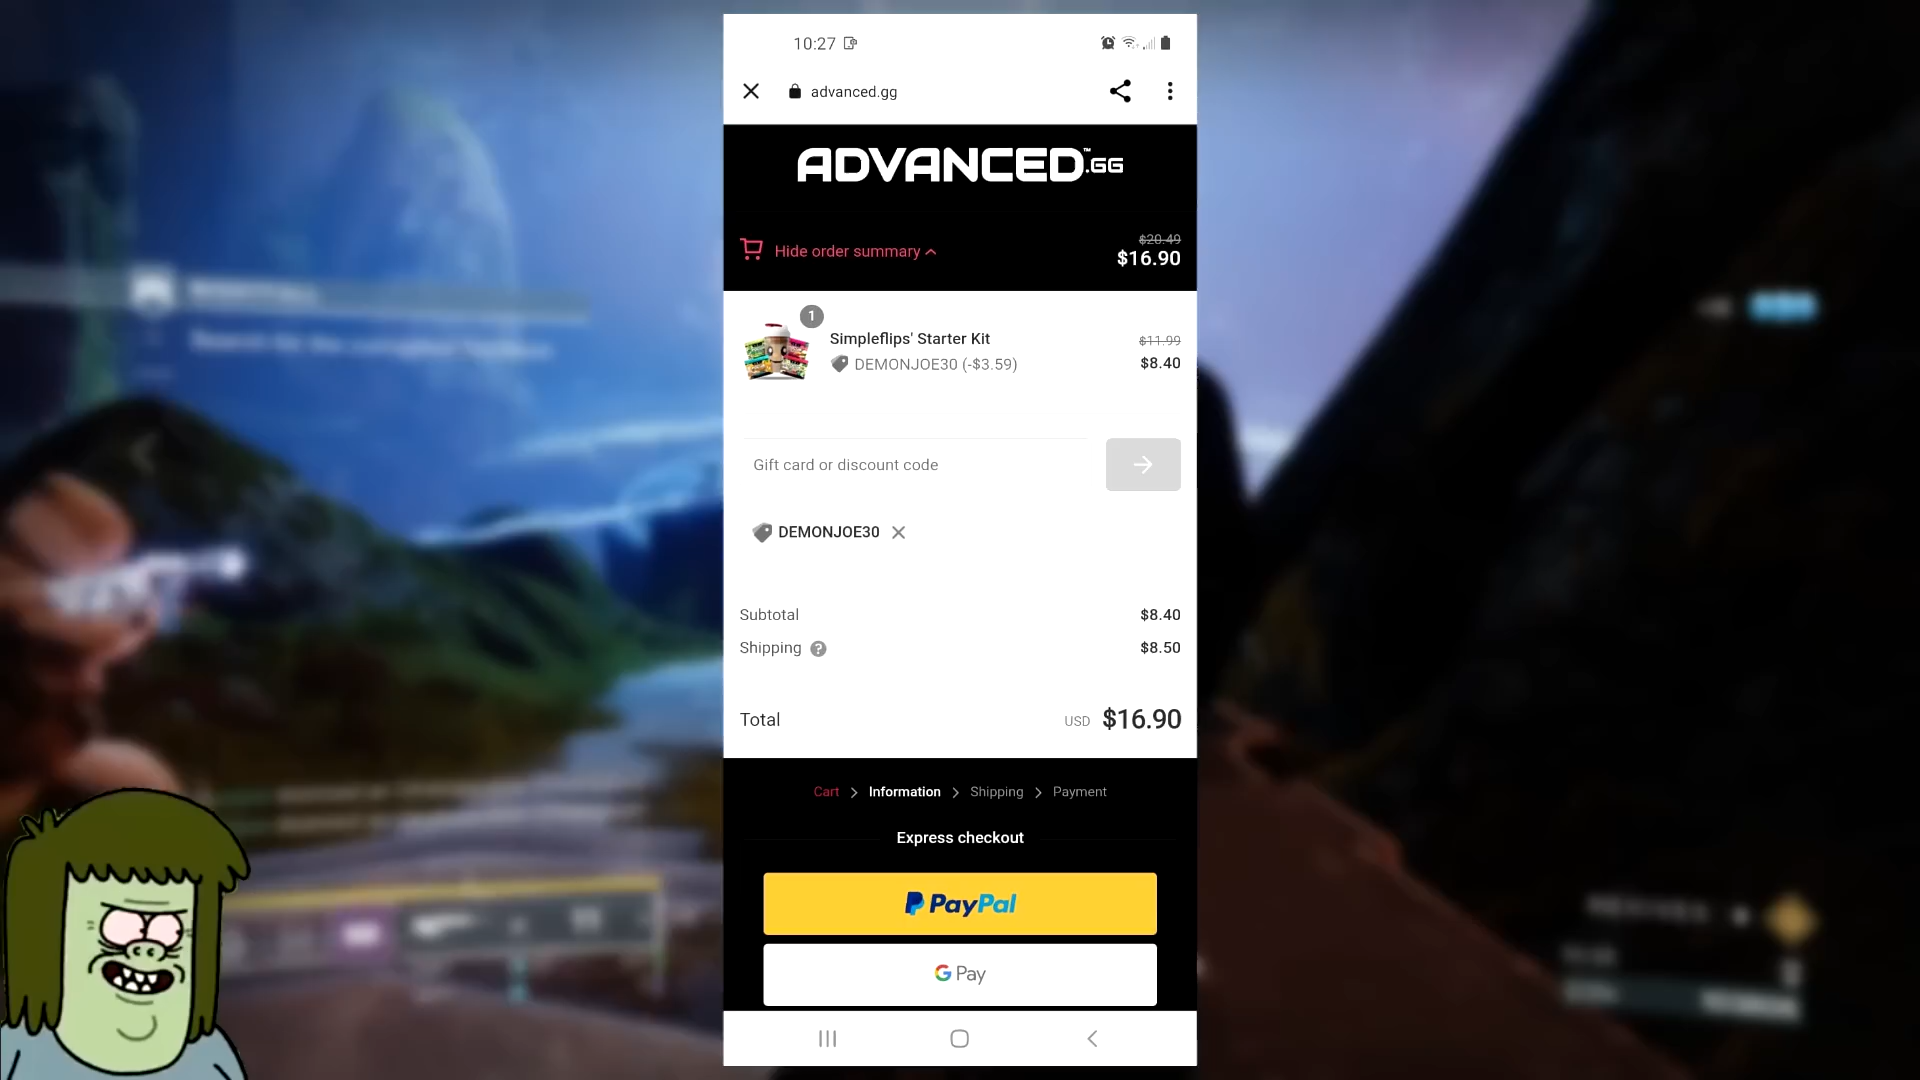 10:27
advanced.gg
ADVANCED™.GG
Hide order summary
$20.49
$16.90
1
Simpleflips' Starter Kit
$11.99
DEMONJOE30 (-$3.59)
$8.40
Gift card or discount code
DEMONJOE30
Subtotal
$8.40
Shipping ?
$8.50
Total
USD $16.90
Cart > Information > Shipping > Payment
Express checkout
PayPal
G Pay